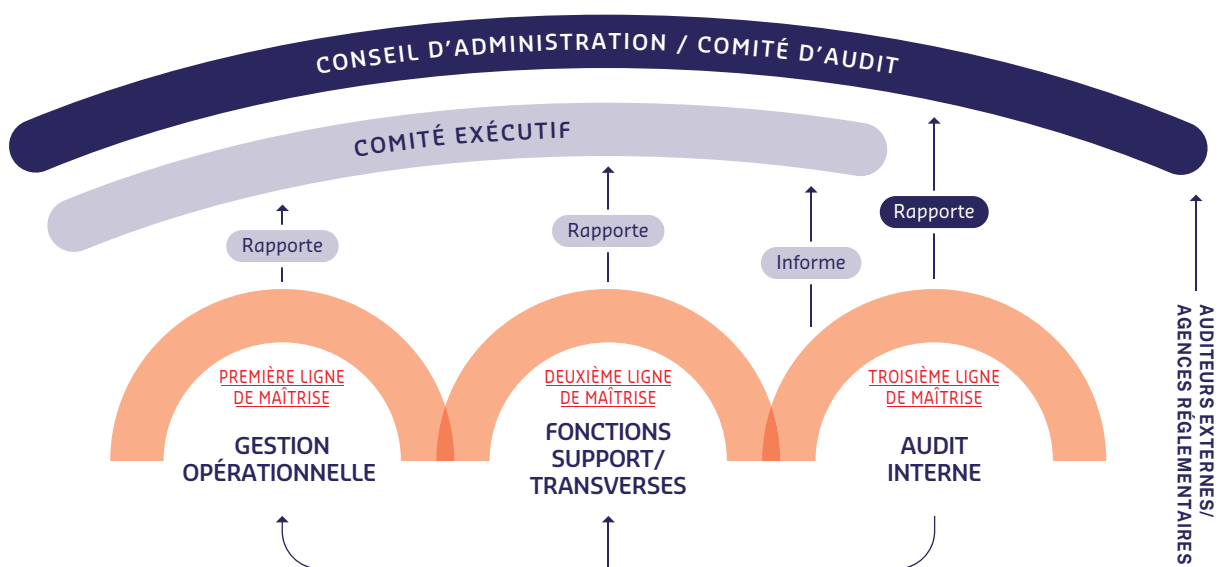 CONSEIL D'ADMINISTRATION / COMITÉ D'AUDIT
COMITÉ EXÉCUTIF
Rapporte
Rapporte
Informe
Rapporte
PREMIÈRE LIGNE
DE MAÎTRISE
GESTION
OPÉRATIONNELLE
DEUXIÈME LIGNE
DE MAÎTRISE
FONCTIONS
SUPPORT/
TRANSVERSES
TROISIÈME LIGNE
DE MAÎTRISE
AUDIT
INTERNE
AUDITEURS EXTERNES/
AGENCES RÉGLEMENTAIRES